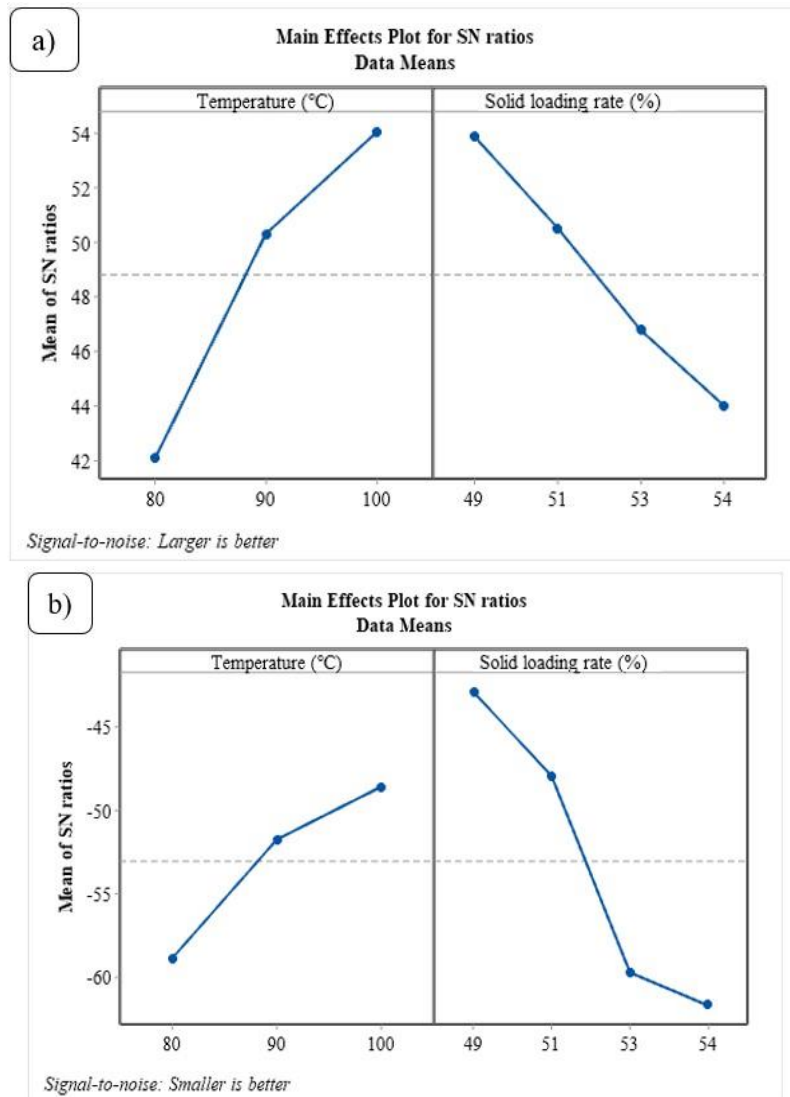 a)
Main Effects Plot for SN ratios
Data Means
Temperature (°C) Solid loading rate (%)
Mean of SN ratios
54
52
50
48
46
44
42
80 90 100 49 51 53 54
Signal-to-noise: Larger is better
b)
Main Effects Plot for SN ratios
Data Means
Temperature (°C) Solid loading rate (%)
Mean of SN ratios
-45
-50
-55
-60
80 90 100 49 51 53 54
Signal-to-noise: Smaller is better